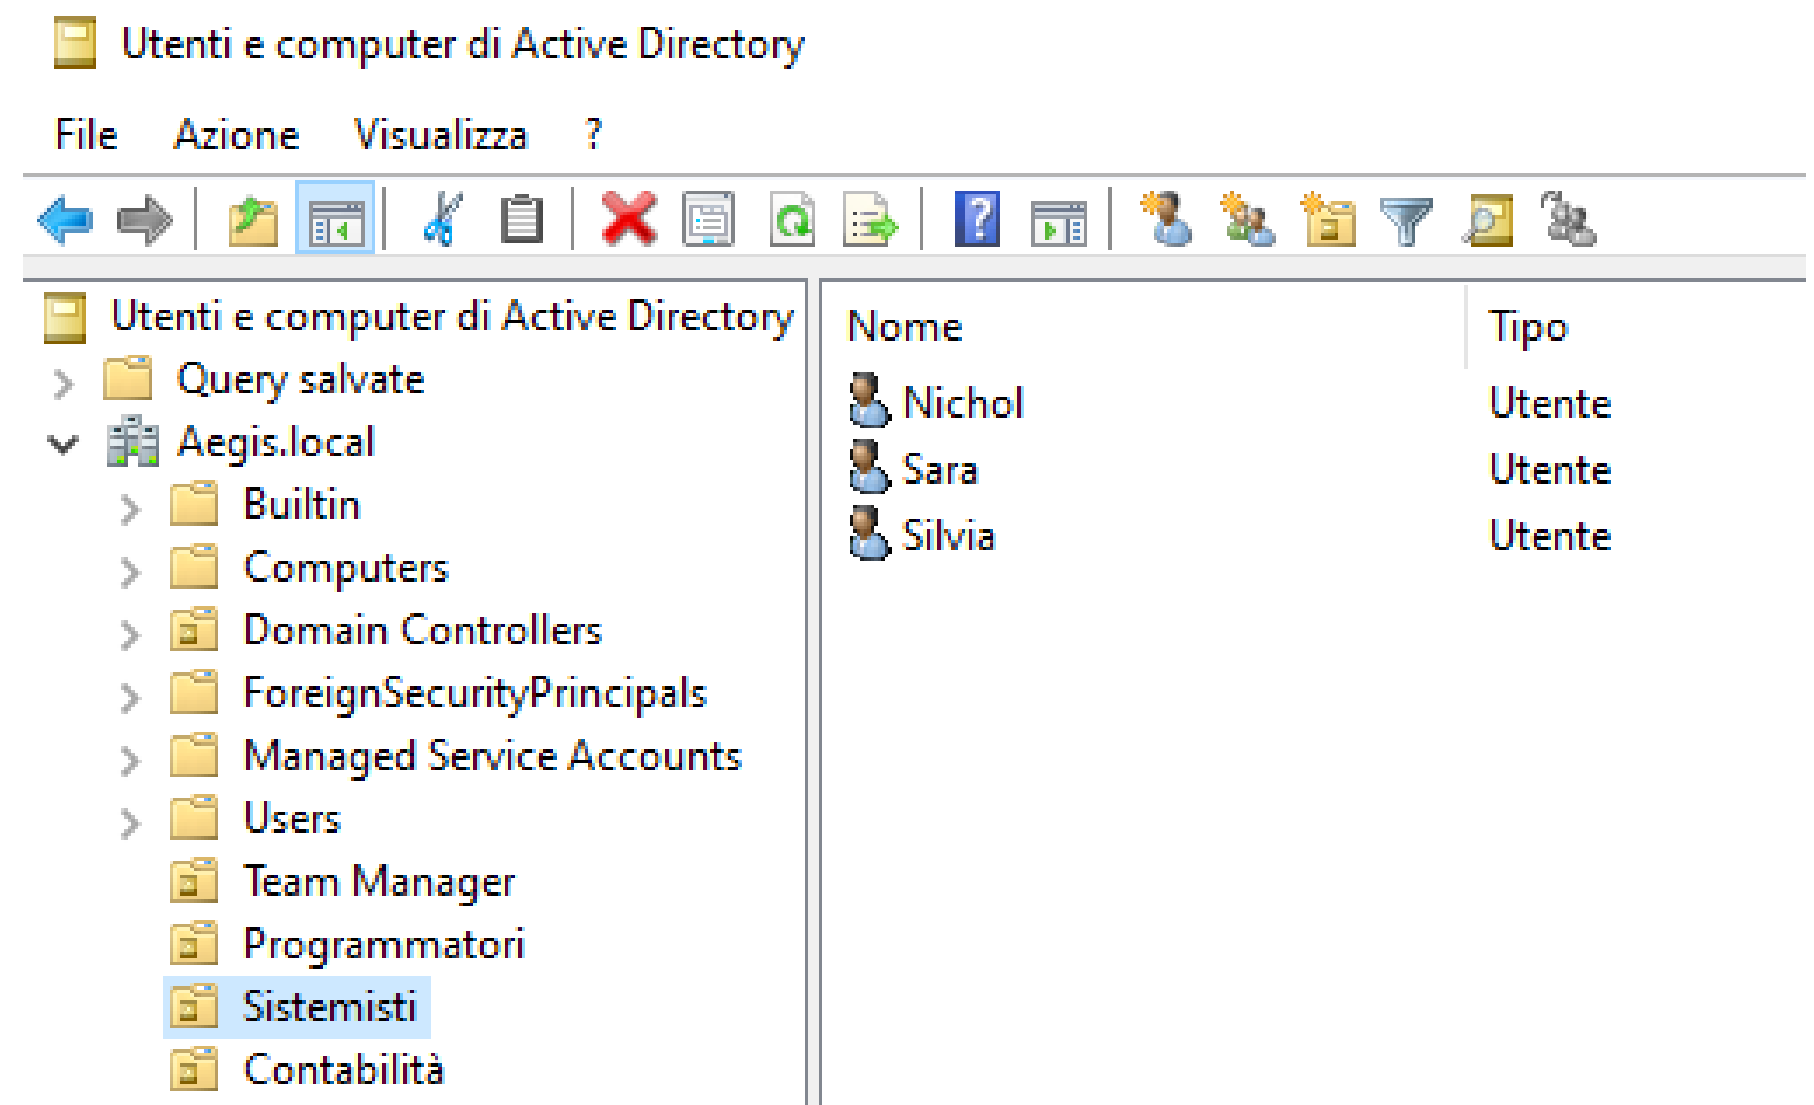 Utenti e computer di Active Directory
File Azione Visualizza ?
Utenti e computer di Active Directory
Query salvate
Aegis.local
Builtin
Computers
Domain Controllers
ForeignSecurityPrincipals
Managed Service Accounts
Users
Team Manager
Programmatori
Sistemisti
Contabilità
Nome Tipo
Nichol Utente
Sara Utente
Silvia Utente